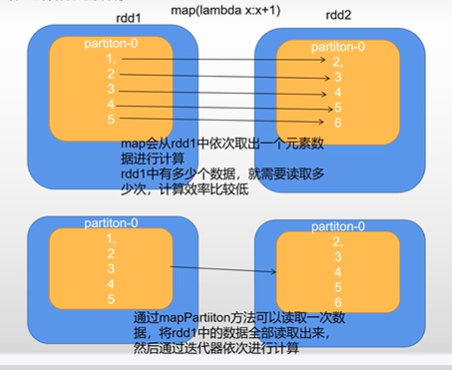 map(lambda x:x+1)
rdd1
rdd2
partiton-0
1,
2
3
4
5
partiton-0
2,
3
4
5
6
map会从rdd1中依次取出一个元素数
据进行计算
rdd1中有多少个数据，就需要读取多
少次，计算效率比较低
partiton-0
1,
2
3
4
5
partiton-0
2,
3
4
5
6
通过mapPartiiton方法可以读取一次数
据，将rdd1中的数据全部读取出来，
然后通过迭代器依次进行计算